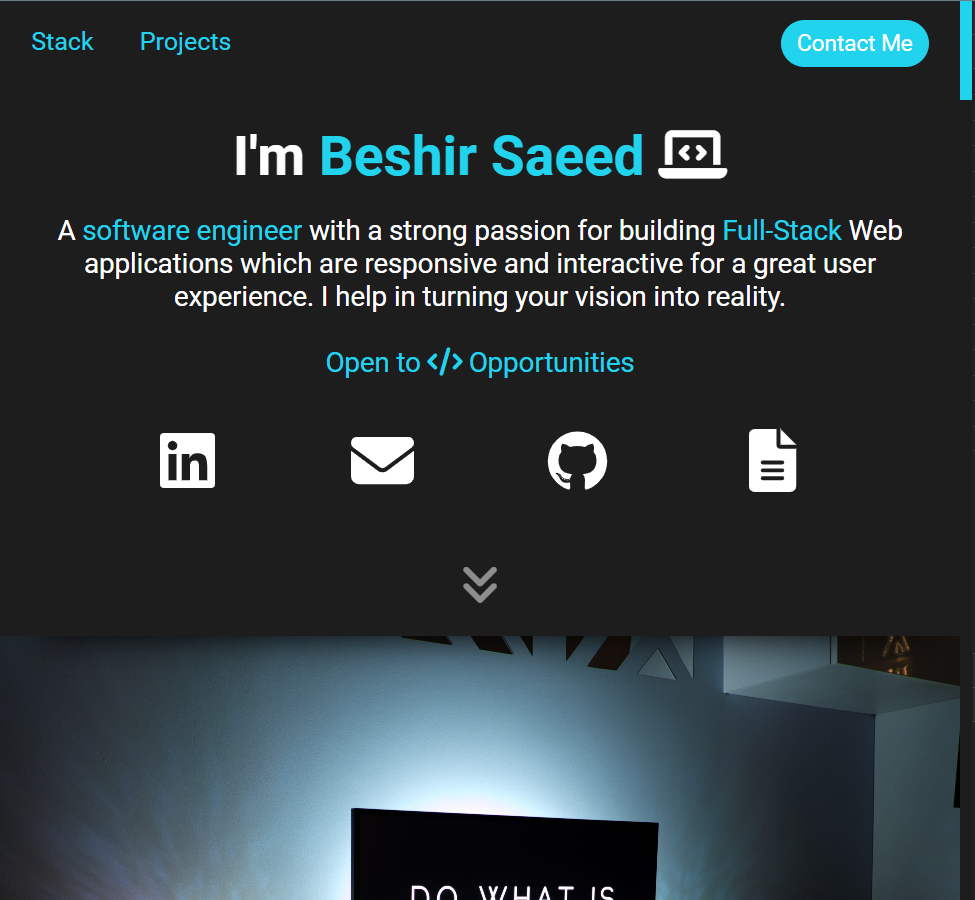 Stack Projects Contact Me
I'm Beshir Saeed
A software engineer with a strong passion for building Full-Stack Web
applications which are responsive and interactive for a great user
experience. I help in turning your vision into reality.
Open to </> Opportunities
in
DO WHAT IS